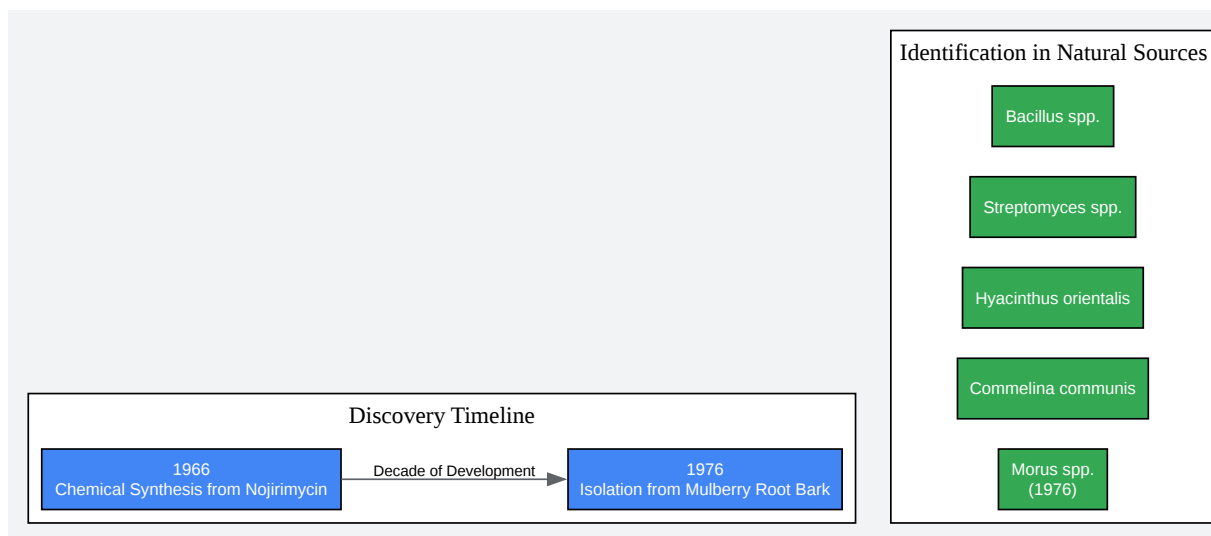 Identification in Natural Sources
Bacillus spp.
Streptomyces spp.
Hyacinthus orientalis
Commelina communis
Morus spp.
(1976)
Discovery Timeline
1966
Chemical Synthesis from Nojirimycin
Decade of Development
1976
Isolation from Mulberry Root Bark